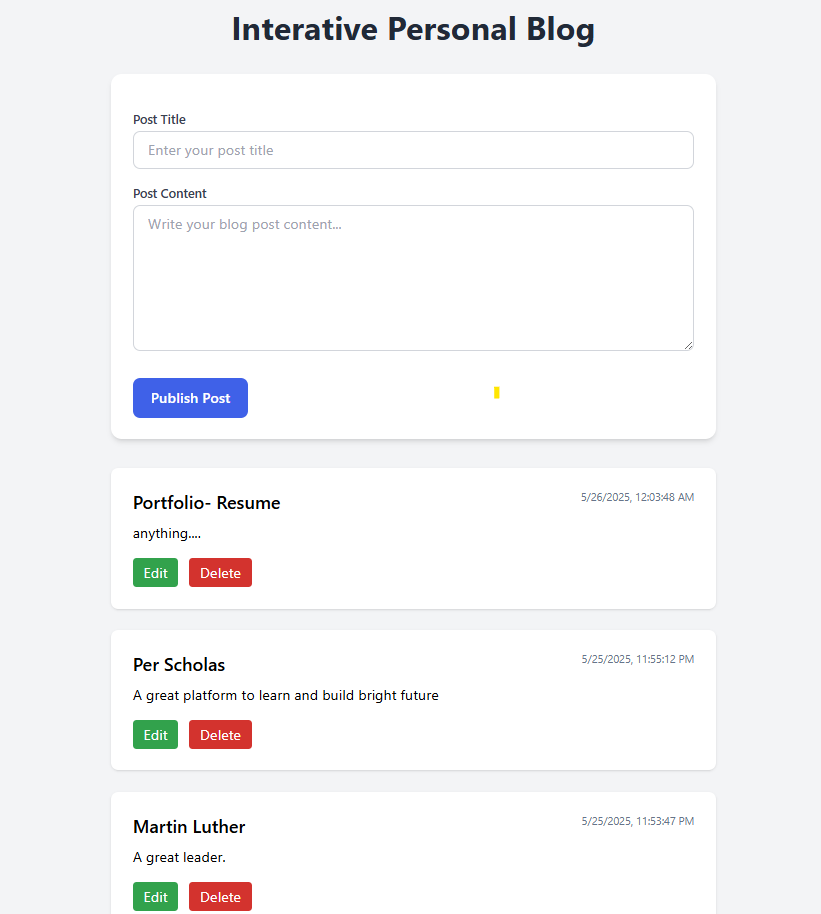 Interative Personal Blog
Post Title
Enter your post title
Post Content
Write your blog post content...
Publish Post
Portfolio- Resume
5/26/2025, 12:03:48 AM
anything....
Edit
Delete
Per Scholas
5/25/2025, 11:55:12 PM
A great platform to learn and build bright future
Edit
Delete
Martin Luther
5/25/2025, 11:53:47 PM
A great leader.
Edit
Delete